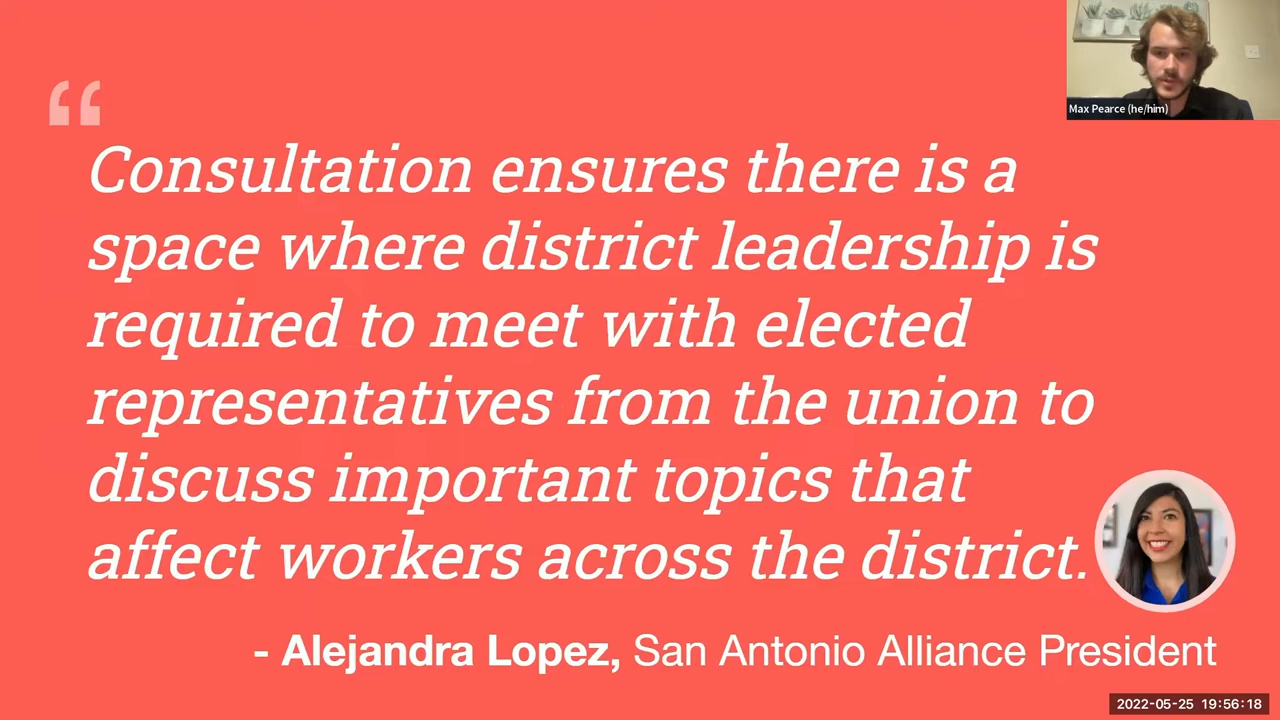 “
Consultation ensures there is a
space where district leadership is
required to meet with elected
representatives from the union to
discuss important topics that
affect workers across the district.
- Alejandra Lopez, San Antonio Alliance President
Max Pearce (he/him)
2022-05-25 19:56:18